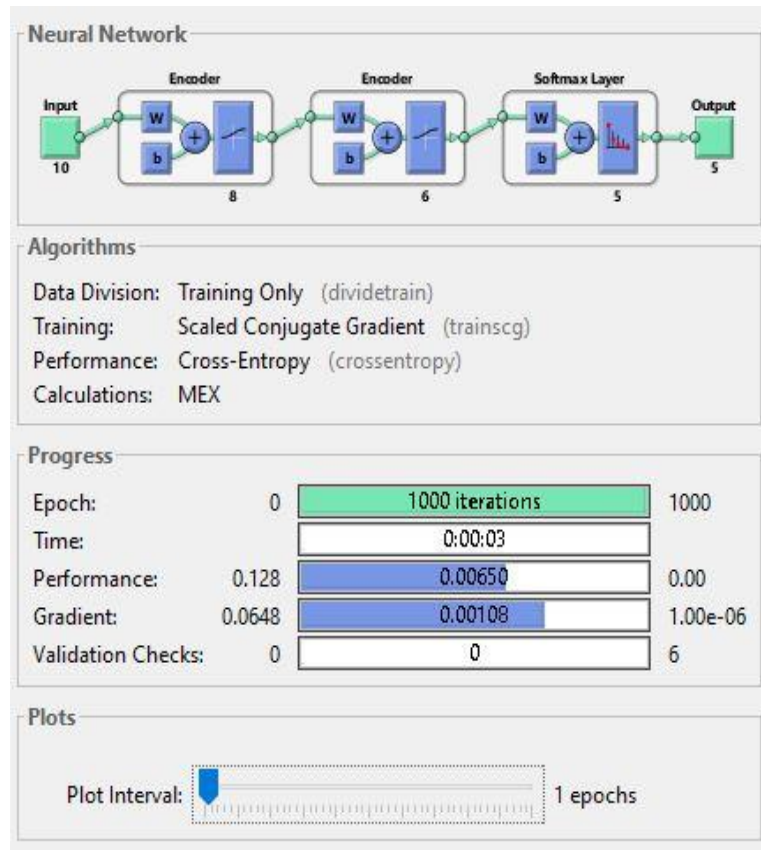 Neural Network
Encoder Encoder Softmax Layer
Input Output
W W W
b b b
10 5
8 6 5
Algorithms
Data Division: Training Only (dividetrain)
Training: Scaled Conjugate Gradient (trainscg)
Performance: Cross-Entropy (crossentropy)
Calculations: MEX
Progress
Epoch: 0 1000 iterations 1000
Time: 0:00:03
Performance: 0.128 0.00650 0.00
Gradient: 0.0648 0.00108 1.00e-06
Validation Checks: 0 0 6
Plots
Plot Interval: 1 epochs